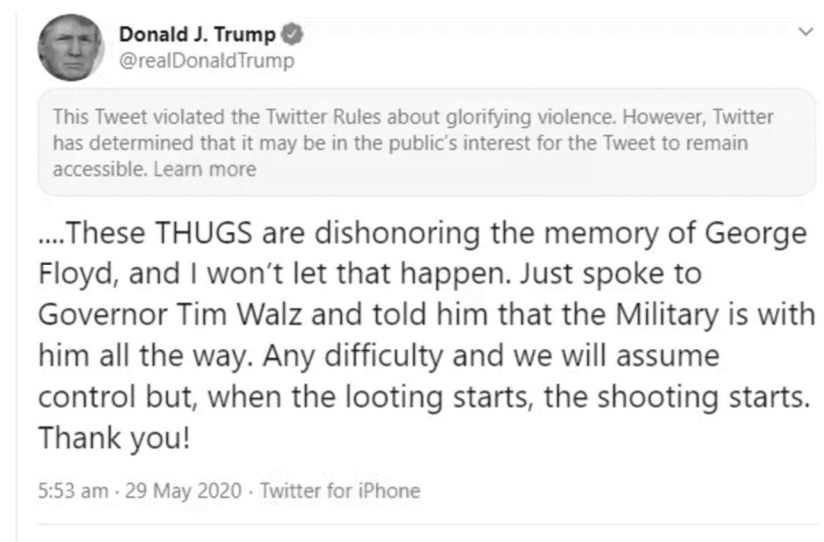 Donald J. Trump
@realDonaldTrump
This Tweet violated the Twitter Rules about glorifying violence. However, Twitter
has determined that it may be in the public's interest for the Tweet to remain
accessible. Learn more
....These THUGS are dishonoring the memory of George
Floyd, and I won't let that happen. Just spoke to
Governor Tim Walz and told him that the Military is with
him all the way. Any difficulty and we will assume
control but, when the looting starts, the shooting starts.
Thank you!
5:53 am · 29 May 2020 · Twitter for iPhone